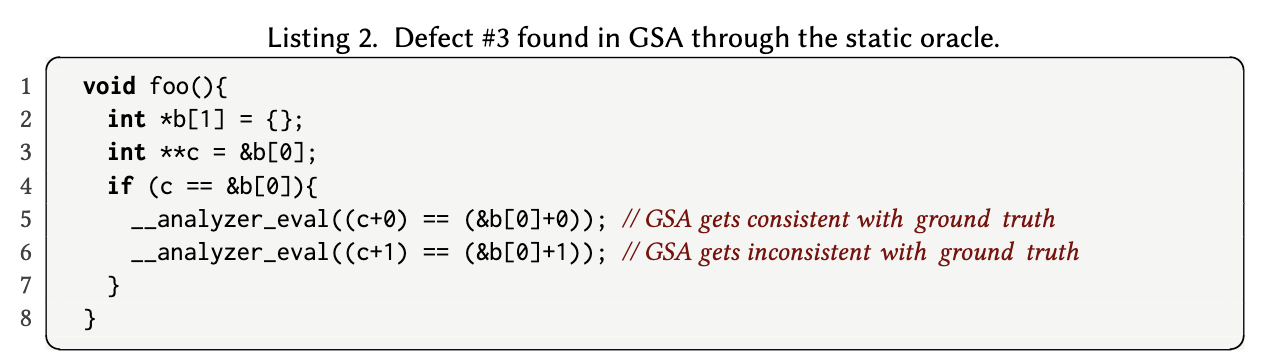 Listing 2. Defect #3 found in GSA through the static oracle.
1 void foo(){
2 int *b[1] = {};
3 int **c = &b[0];
4 if (c == &b[0]){
5 __analyzer_eval((c+0) == (&b[0]+0)); // GSA gets consistent with ground truth
6 __analyzer_eval((c+1) == (&b[0]+1)); // GSA gets inconsistent with ground truth
7 }
8 }